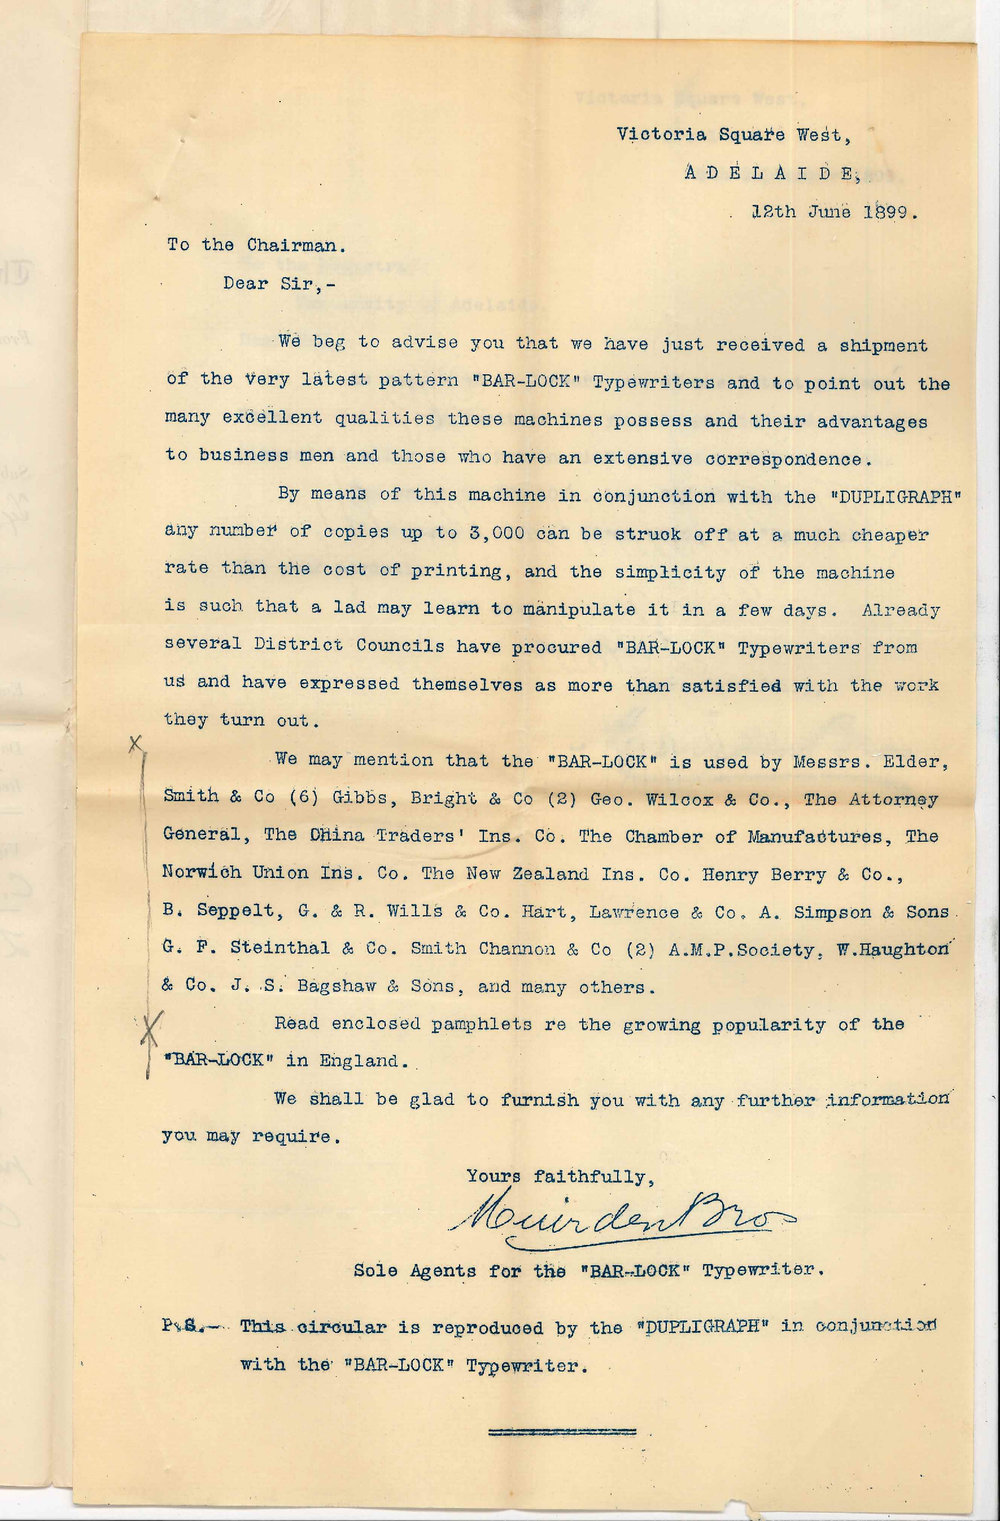 Victoria Square West,
A D E L A I D E,
12th June 1899.
To the Chairman.
Dear Sir,-
We beg to advise you that we have just received a shipment
of the very latest pattern "BAR-LOCK" Typewriters and to point out the
many excellent qualities these machines possess and their advantages
to business men and those who have an extensive correspondence.
By means of this machine in conjunction with the "DUPLIGRAPH"
any number of copies up to 3,000 can be struck off at a much cheaper
rate than the cost of printing, and the simplicity of the machine
is such that a lad may learn to manipulate it in a few days. Already
several District Councils have procured "BAR-LOCK" Typewriters from
us and have expressed themselves as more than satisfied with the work
they turn out.
We may mention that the "BAR-LOCK" is used by Messrs. Elder,
Smith & Co (6) Gibbs, Bright & Co (2) Geo. Wilcox & Co., The Attorney
General, The China Traders' Ins. Co. The Chamber of Manufactures, The
Norwich Union Ins. Co. The New Zealand Ins. Co. Henry Berry & Co.,
B. Seppelt, G. & R. Wills & Co. Hart, Lawrence & Co. A. Simpson & Sons.
G. F. Steinthal & Co. Smith Channon & Co (2) A.M.P.Society, W.Haughton
& Co. J. S. Bagshaw & Sons, and many others.
Read enclosed pamphlets re the growing popularity of the
"BAR-LOCK" in England.
We shall be glad to furnish you with any further information
you may require.
Yours faithfully,
Muirden Bros
Sole Agents for the "BAR-LOCK" Typewriter.
P.S.- This circular is reproduced by the "DUPLIGRAPH" in conjunction
with the "BAR-LOCK" Typewriter.